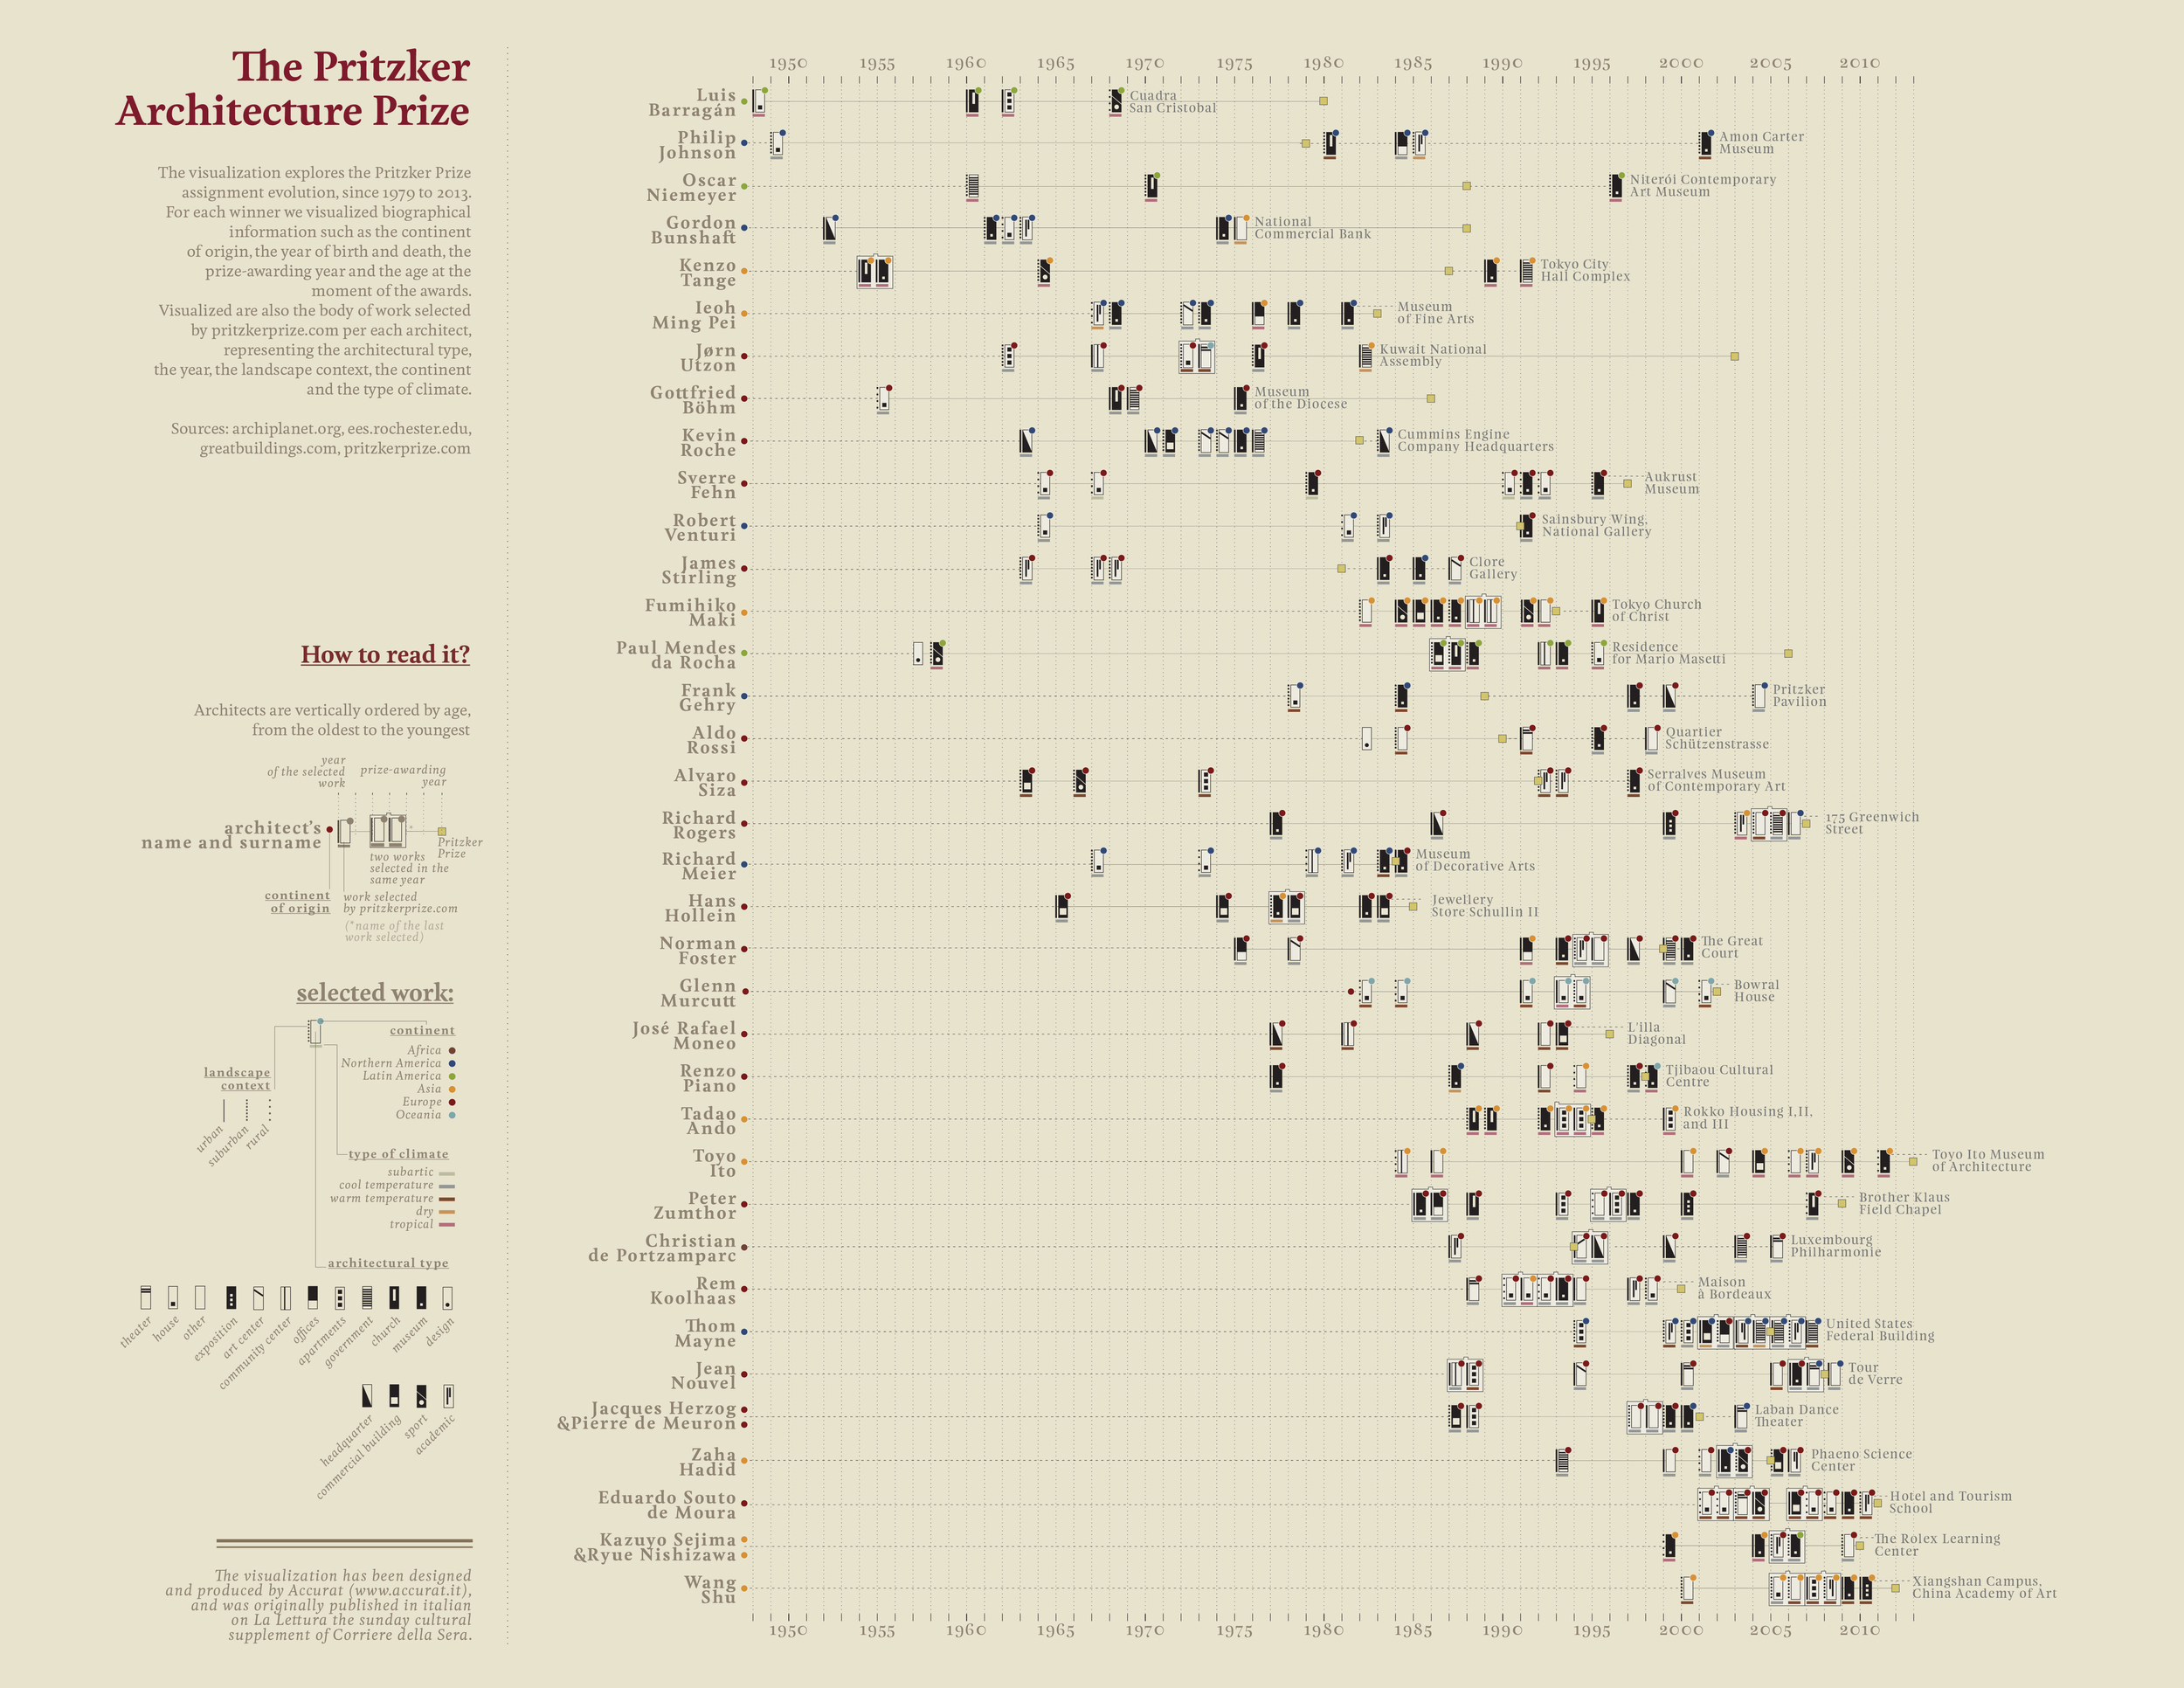 The Pritzker
Architecture Prize
The visualization explores the Pritzker Prize
assignment evolution, since 1979 to 2013.
For each winner we visualized biographical
information such as the continent
of origin, the year of birth and death, the
prize-awarding year and the age at the
moment of the awards.
Visualized are also the body of work selected
by pritzkerprize.com per each architect,
representing the architectural type,
the year, the landscape context, the continent
and the type of climate.
Sources: archiplanet.org, ees.rochester.edu,
greatbuildings.com, pritzkerprize.com
How to read it?
Architects are vertically ordered by age,
from the oldest to the youngest
year
of the selected
work
prize-awarding
year
architect's
name and surname
Pritzker
Prize
two works
selected in the
same year
continent
of origin
work selected
by pritzkerprize.com
(*name of the last
work selected)
selected work:
continent
Africa
Northern America
Latin America
Asia
Europe
Oceania
landscape
context
urban
suburban
rural
type of climate
subartic
cool temperature
warm temperature
dry
tropical
architectural type
theater
house
other
exposition
art center
community center
offices
apartments
government
church
museum
design
headquarter
commercial building
sport
academic
The visualization has been designed
and produced by Accurat (www.accurat.it),
and was originally published in italian
on La Lettura the sunday cultural
supplement of Corriere della Sera.
1950 1955 1960 1965 1970 1975 1980 1985 1990 1995 2000 2005 2010
Luis
Barragán
Cuadra
San Cristobal
Philip
Johnson
Amon Carter
Museum
Oscar
Niemeyer
Niterói Contemporary
Art Museum
Gordon
Bunshaft
National
Commercial Bank
Kenzo
Tange
Tokyo City
Hall Complex
Ieoh
Ming Pei
Museum
of Fine Arts
Jørn
Utzon
Kuwait National
Assembly
Gottfried
Böhm
Museum
of the Diocese
Kevin
Roche
Cummins Engine
Company Headquarters
Sverre
Fehn
Aukrust
Museum
Robert
Venturi
Sainsbury Wing,
National Gallery
James
Stirling
Clore
Gallery
Fumihiko
Maki
Tokyo Church
of Christ
Paul Mendes
da Rocha
Residence
for Mario Masetti
Frank
Gehry
Pritzker
Pavilion
Aldo
Rossi
Quartier
Schützenstrasse
Alvaro
Siza
Serralves Museum
of Contemporary Art
Richard
Rogers
175 Greenwich
Street
Richard
Meier
Museum
of Decorative Arts
Hans
Hollein
Jewellery
Store Schullin II
Norman
Foster
The Great
Court
Glenn
Murcutt
Bowral
House
José Rafael
Moneo
L'illa
Diagonal
Renzo
Piano
Tjibaou Cultural
Centre
Tadao
Ando
Rokko Housing I,II,
and III
Toyo
Ito
Toyo Ito Museum
of Architecture
Peter
Zumthor
Brother Klaus
Field Chapel
Christian
de Portzamparc
Luxembourg
Philharmonie
Rem
Koolhaas
Maison
à Bordeaux
Thom
Mayne
United States
Federal Building
Jean
Nouvel
Tour
de Verre
Jacques Herzog
&Pierre de Meuron
Laban Dance
Theater
Zaha
Hadid
Phaeno Science
Center
Eduardo Souto
de Moura
Hotel and Tourism
School
Kazuyo Sejima
&Ryue Nishizawa
The Rolex Learning
Center
Wang
Shu
Xiangshan Campus,
China Academy of Art
1950 1955 1960 1965 1970 1975 1980 1985 1990 1995 2000 2005 2010